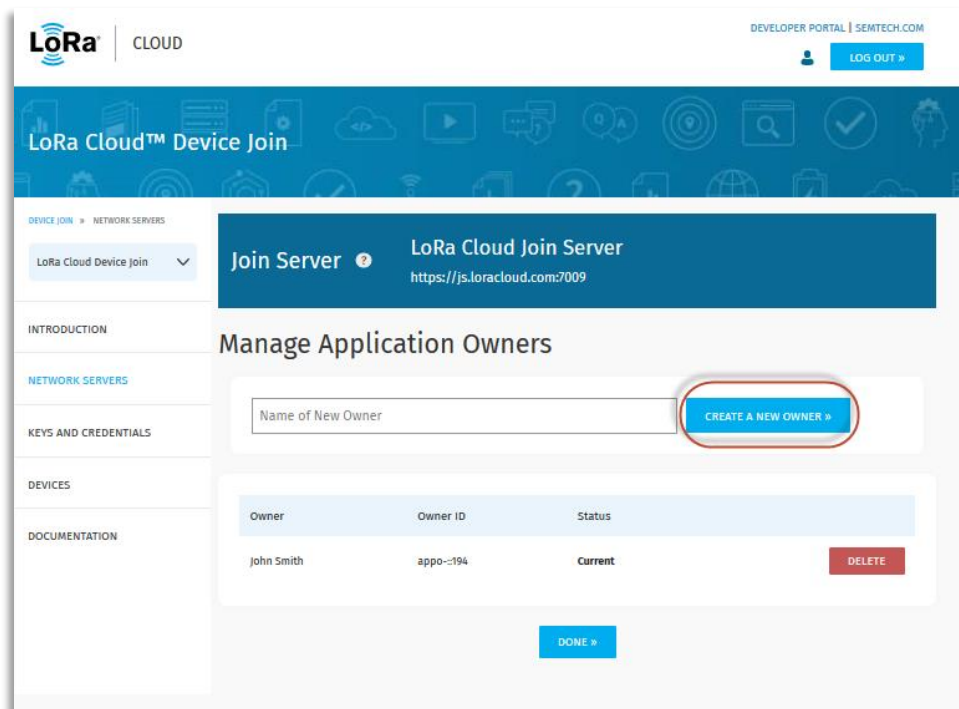 LoRa CLOUD
DEVELOPER PORTAL | SEMTECH.COM
LOG OUT »
LoRa Cloud™ Device Join
DEVICE JOIN » NETWORK SERVERS
LoRa Cloud Device Join
Join Server ?
LoRa Cloud Join Server
https://js.loracloud.com:7009
INTRODUCTION
NETWORK SERVERS
KEYS AND CREDENTIALS
DEVICES
DOCUMENTATION
Manage Application Owners
Name of New Owner
CREATE A NEW OWNER »
Owner Owner ID Status
John Smith appo-::194 Current DELETE
DONE »